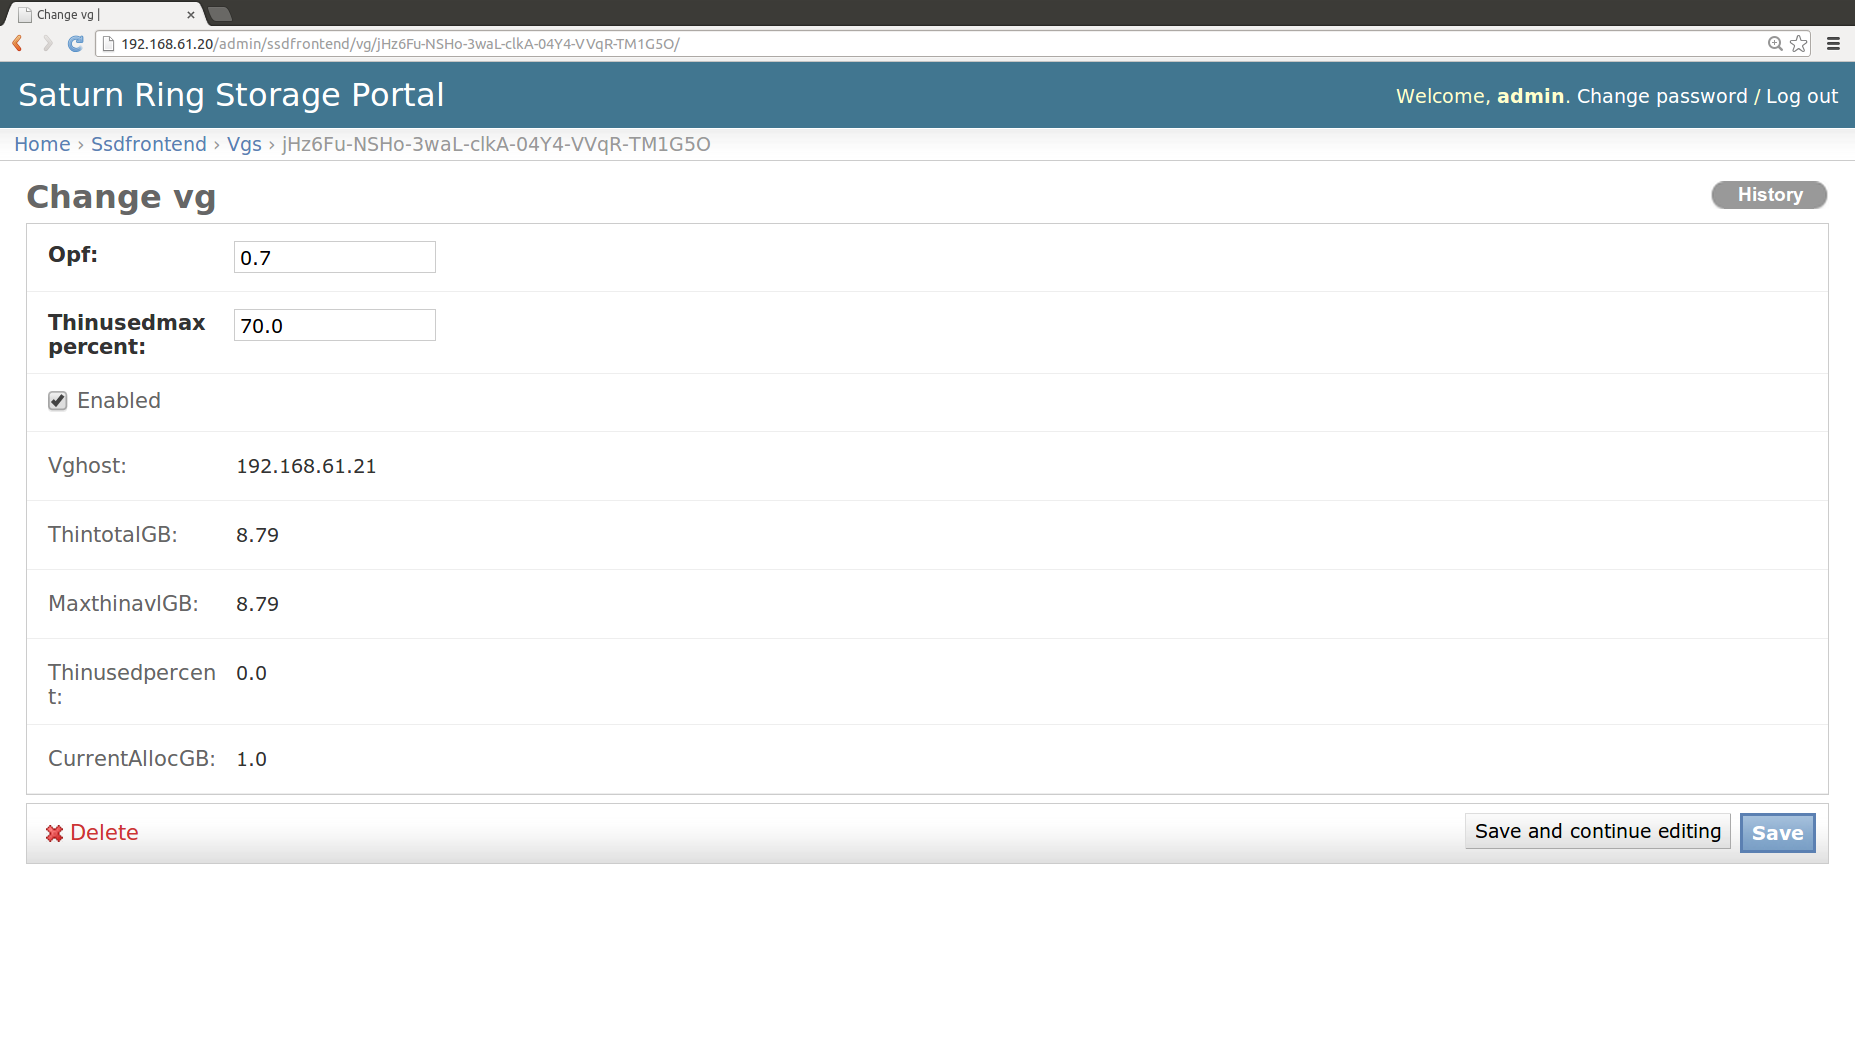 Change vg |
192.168.61.20/admin/ssdfrontend/vg/jHz6Fu-NSHo-3waL-clkA-04Y4-VVqR-TM1G5O/
Saturn Ring Storage Portal
Welcome, admin. Change password / Log out
Home › Ssdfrontend › Vgs › jHz6Fu-NSHo-3waL-clkA-04Y4-VVqR-TM1G5O
Change vg
History
Opf: 0.7
Thinusedmax
percent: 70.0
Enabled
Vghost: 192.168.61.21
ThintotalGB: 8.79
MaxthinavlGB: 8.79
Thinusedpercen
t: 0.0
CurrentAllocGB: 1.0
Delete
Save and continue editing
Save